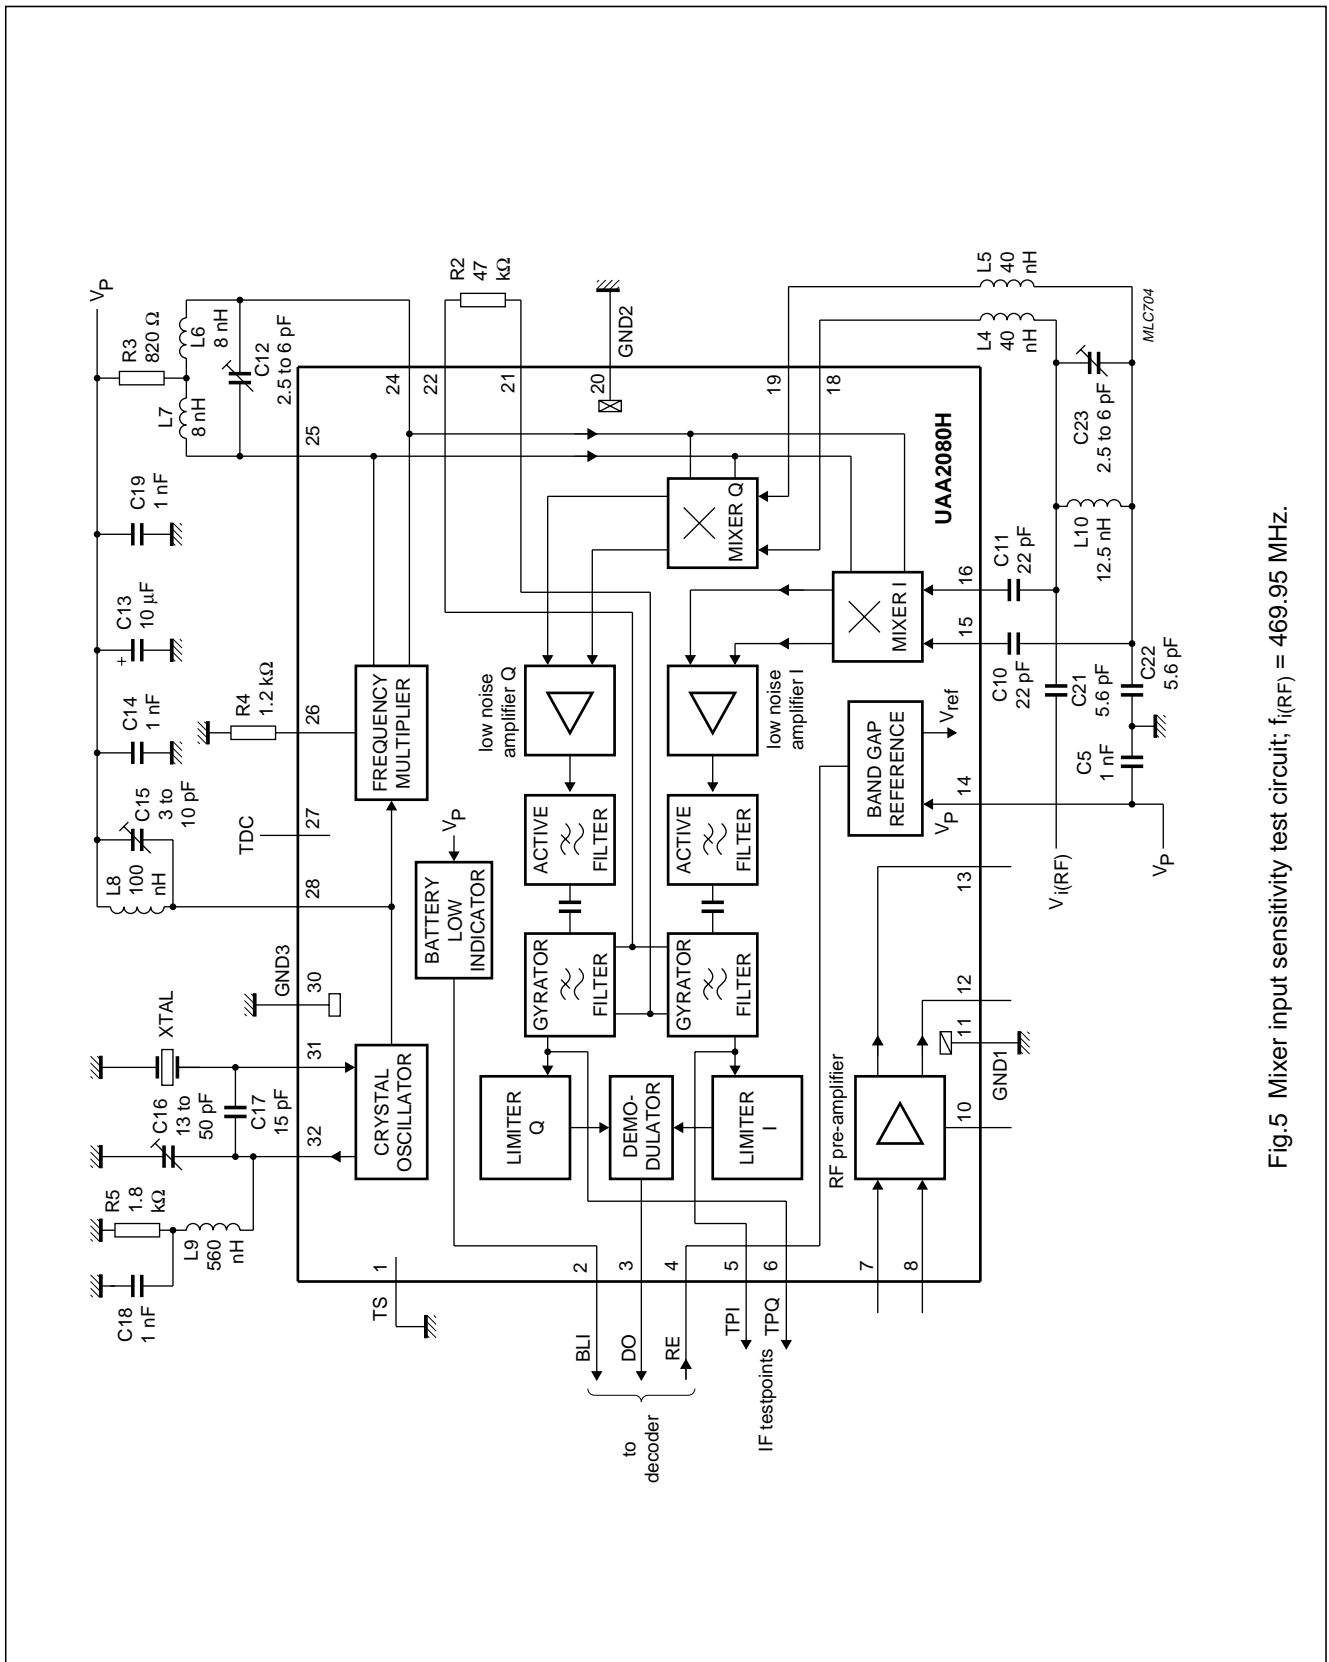 C18
1 nF
R5
1.8
kΩ
L9
560
nH
C16
13 to
50 pF
C17
15 pF
XTAL
GND3
L8
100
nH
C15
3 to
10 pF
C14
1 nF
C13
10 μF
+
C19
1 nF
VP
R3
820 Ω
L7
8 nH
L6
8 nH
C12
2.5 to 6 pF
TDC
R4
1.2 kΩ
R2
47
kΩ
TS
1
32
31
30
28
27
26
25
24
22
21
20
19
18
GND2
CRYSTAL
OSCILLATOR
FREQUENCY
MULTIPLIER
BATTERY
LOW
INDICATOR
VP
low noise
amplifier Q
LIMITER
Q
GYRATOR
FILTER
ACTIVE
FILTER
MIXER Q
DEMO-
DULATOR
LIMITER
I
GYRATOR
FILTER
ACTIVE
FILTER
low noise
amplifier I
MIXER I
RF pre-amplifier
BAND GAP
REFERENCE
Vref
VP
UAA2080H
BLI
2
DO
3
RE
4
TPI
5
TPQ
6
7
8
to
decoder
IF testpoints
10
11
12
13
14
15
16
GND1
Vi(RF)
VP
C5
1 nF
C10
22 pF
C11
22 pF
C21
5.6 pF
C22
5.6 pF
L10
12.5 nH
C23
2.5 to 6 pF
L4
40
nH
L5
40
nH
MLC704
Fig.5 Mixer input sensitivity test circuit; fi(RF) = 469.95 MHz.